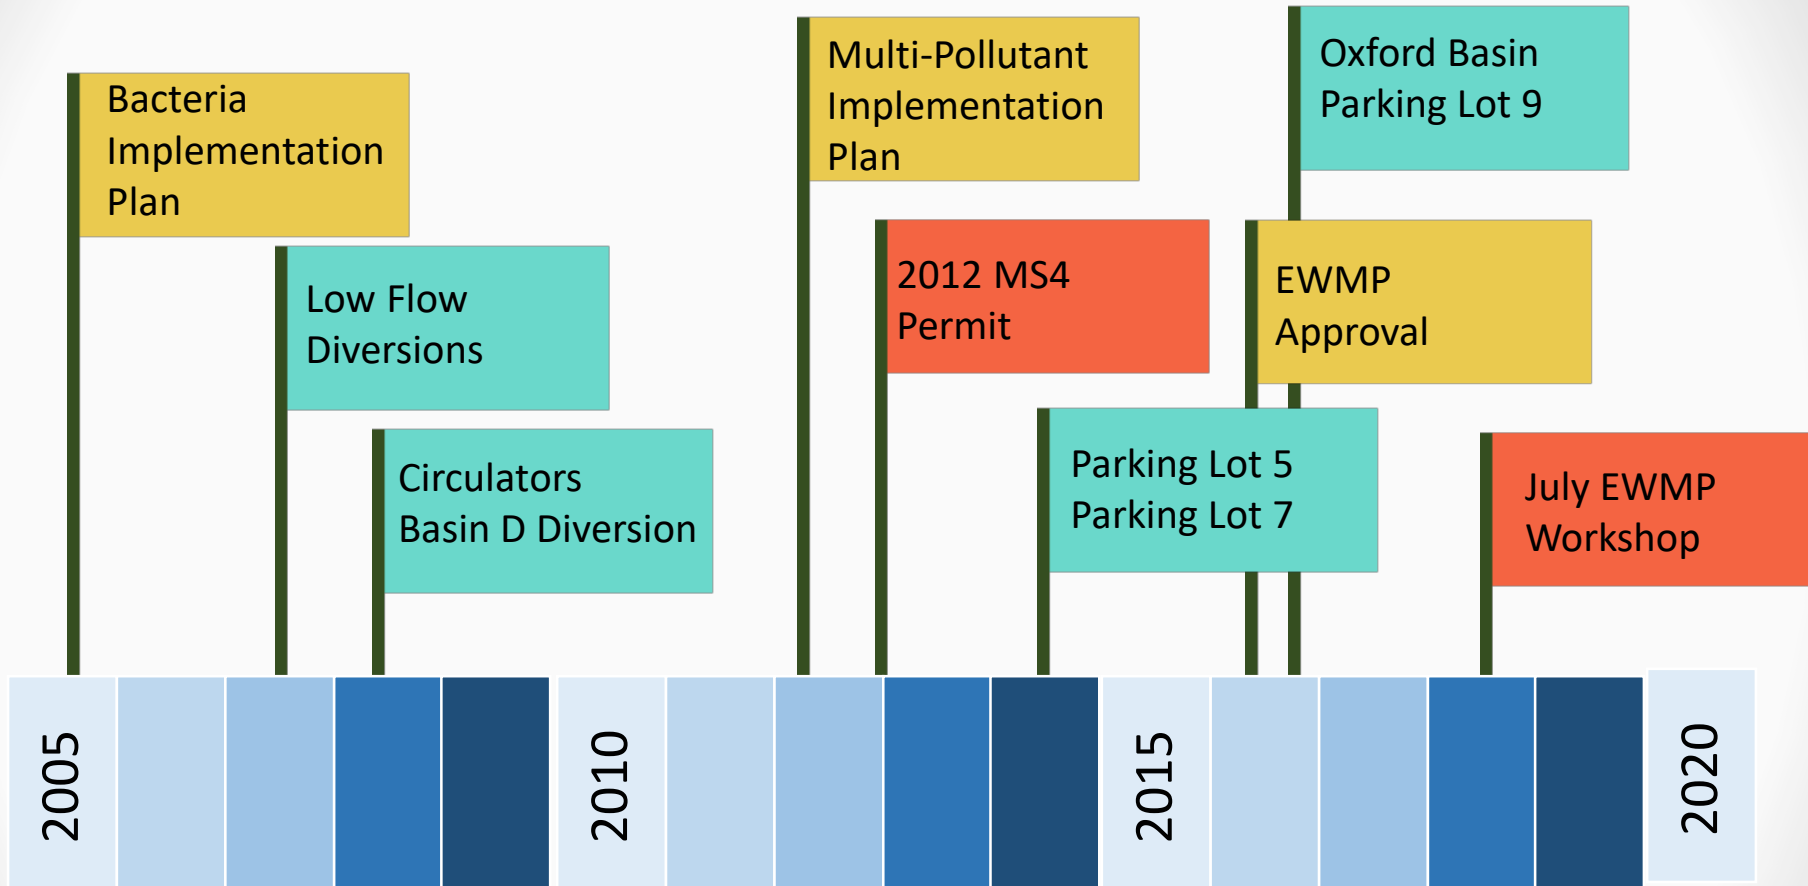 Bacteria
Implementation
Plan
Low Flow
Diversions
Circulators
Basin D Diversion
Multi-Pollutant
Implementation
Plan
2012 MS4
Permit
Parking Lot 5
Parking Lot 7
EWMP
Approval
Oxford Basin
Parking Lot 9
July EWMP
Workshop
2005
2010
2015
2020